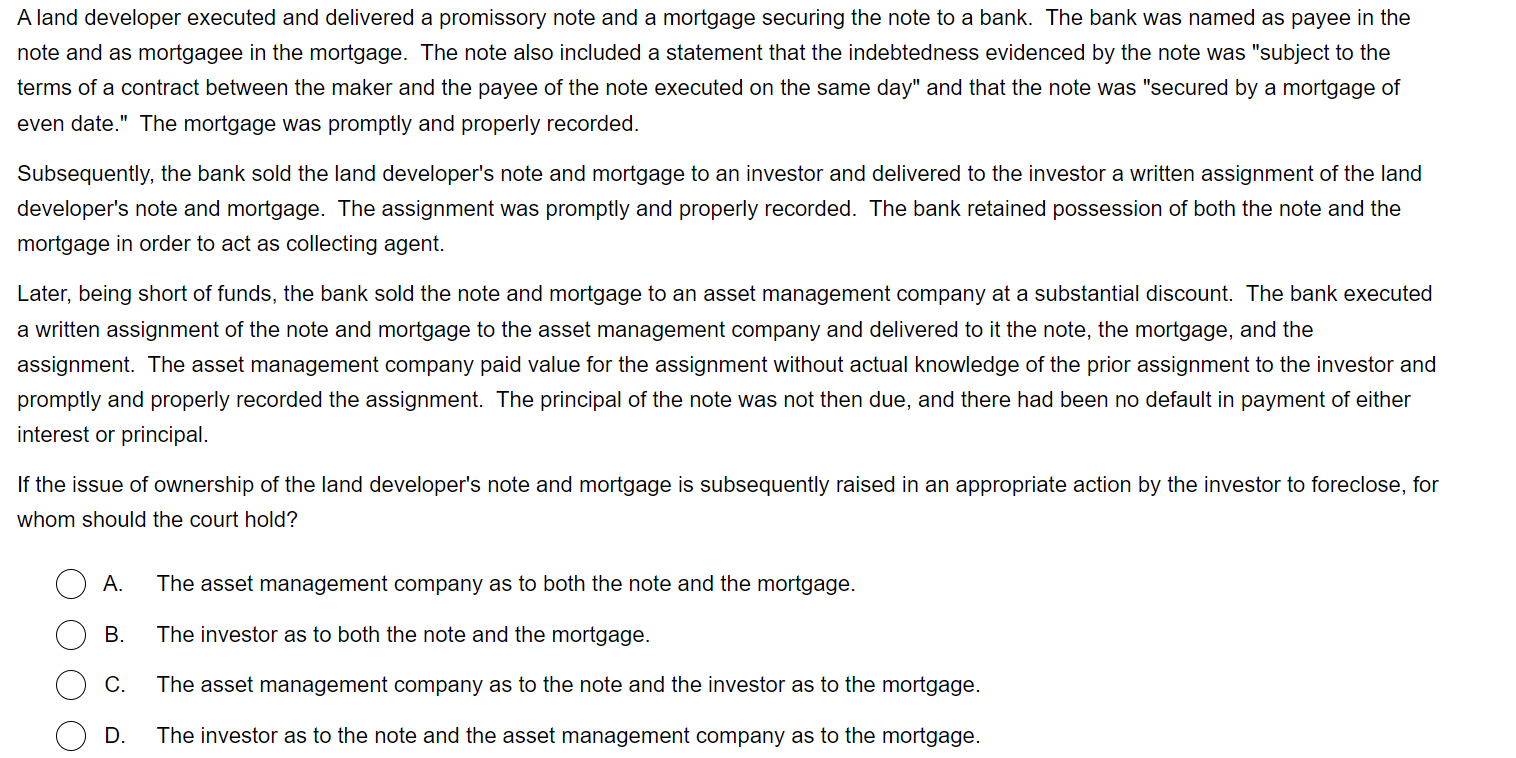 A land developer executed and delivered a promissory note and a mortgage securing the note to a bank.  The bank was named as payee in the
note and as mortgagee in the mortgage.  The note also included a statement that the indebtedness evidenced by the note was "subject to the
terms of a contract between the maker and the payee of the note executed on the same day" and that the note was "secured by a mortgage of
even date."  The mortgage was promptly and properly recorded.
Subsequently, the bank sold the land developer's note and mortgage to an investor and delivered to the investor a written assignment of the land
developer's note and mortgage.  The assignment was promptly and properly recorded.  The bank retained possession of both the note and the
mortgage in order to act as collecting agent.
Later, being short of funds, the bank sold the note and mortgage to an asset management company at a substantial discount.  The bank executed
a written assignment of the note and mortgage to the asset management company and delivered to it the note, the mortgage, and the
assignment.  The asset management company paid value for the assignment without actual knowledge of the prior assignment to the investor and
promptly and properly recorded the assignment.  The principal of the note was not then due, and there had been no default in payment of either
interest or principal.
If the issue of ownership of the land developer's note and mortgage is subsequently raised in an appropriate action by the investor to foreclose, for
whom should the court hold?
A. The asset management company as to both the note and the mortgage.
B. The investor as to both the note and the mortgage.
C. The asset management company as to the note and the investor as to the mortgage.
D. The investor as to the note and the asset management company as to the mortgage.